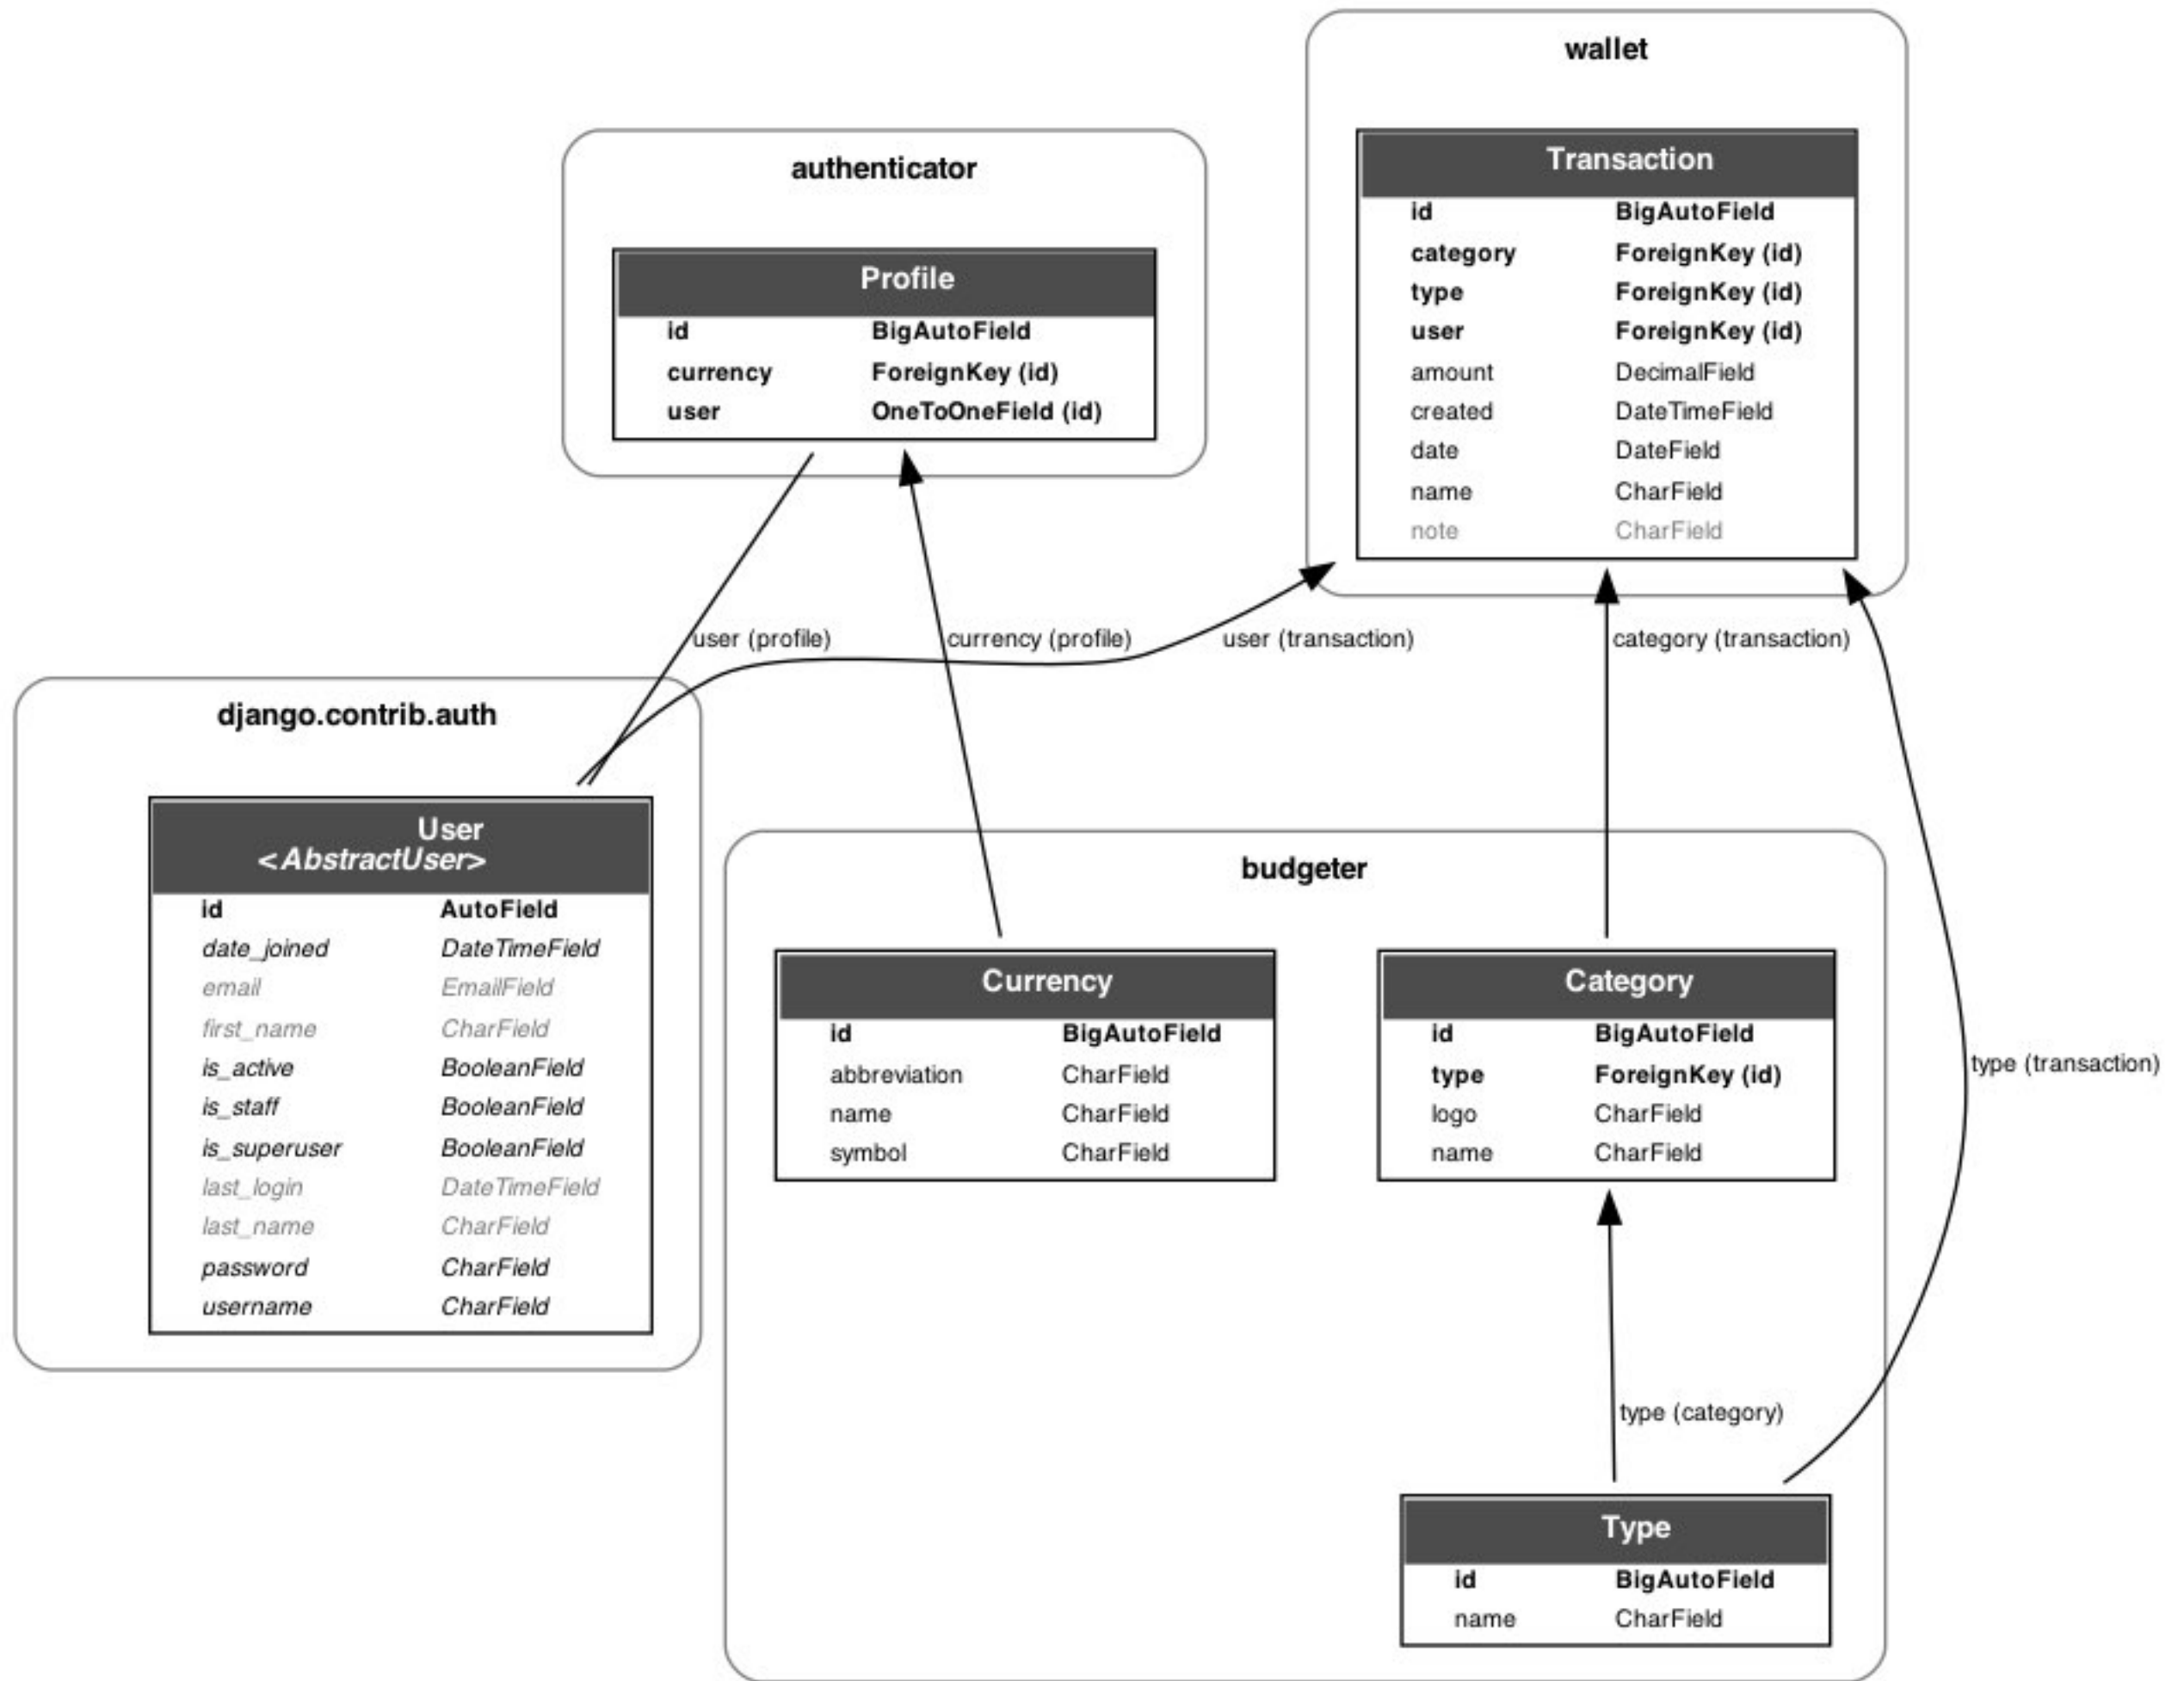 wallet
Transaction
id BigAutoField
category ForeignKey (id)
type ForeignKey (id)
user ForeignKey (id)
amount DecimalField
created DateTimeField
date DateField
name CharField
note CharField
authenticator
Profile
id BigAutoField
currency ForeignKey (id)
user OneToOneField (id)
user (profile)
currency (profile)
user (transaction)
category (transaction)
django.contrib.auth
User
<AbstractUser>
id AutoField
date_joined DateTimeField
email EmailField
first_name CharField
is_active BooleanField
is_staff BooleanField
is_superuser BooleanField
last_login DateTimeField
last_name CharField
password CharField
username CharField
budgeter
Currency
id BigAutoField
abbreviation CharField
name CharField
symbol CharField
Category
id BigAutoField
type ForeignKey (id)
logo CharField
name CharField
type (transaction)
type (category)
Type
id BigAutoField
name CharField